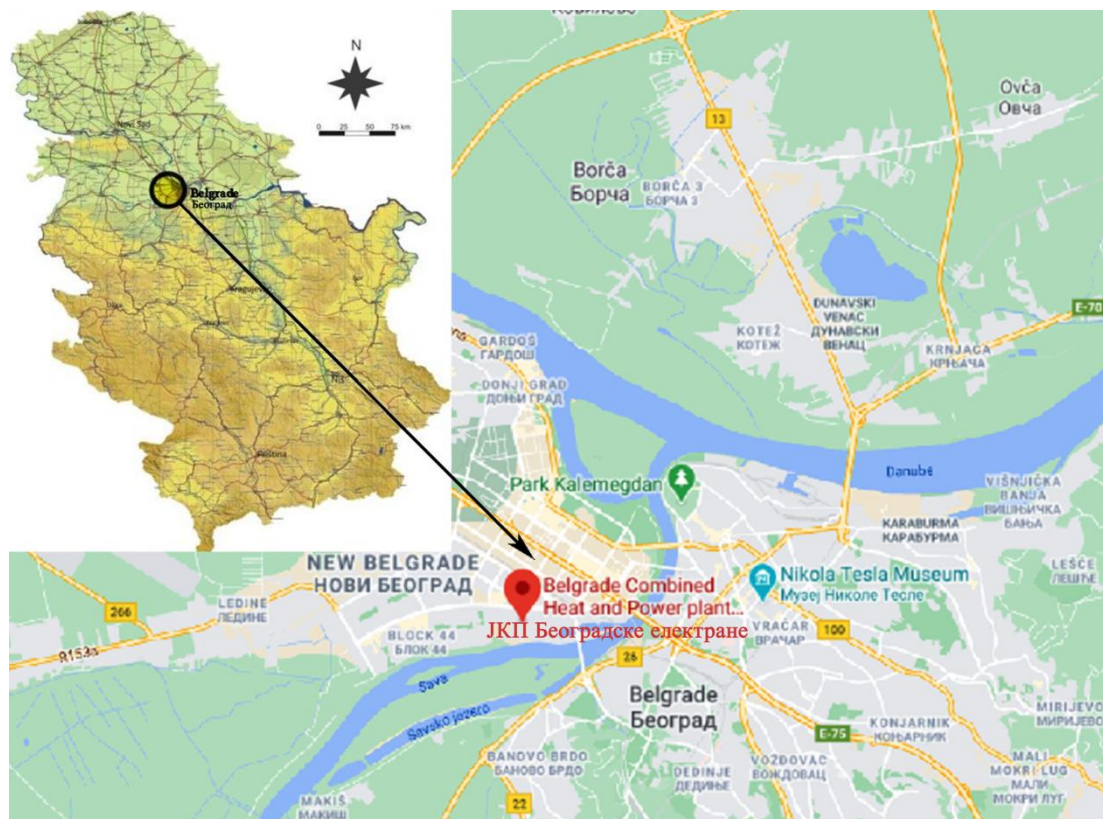 N
0 25 50 75 km
Novi Sad
Belgrade
Београд
Kragujevac
Niš
Priština
Ovča
Овча
13
Borča
Борча
BORČA 3
БОРЧА 3
DUNAVSKI
VENAC
ДУНАВСКИ
ВЕНАЦ
E-70
KOTEŽ
КОТЕЖ
GARDOŠ
ГАРДОШ
KRNJAČA
КРЊАЧА
DONJI GRAD
ДОЊИ ГРАД
Danube
Park Kalemegdan
VIŠNJIČKA
BANJA
ВИШЊИЧКА
БАЊА
KARABURMA
КАРАБУРМА
NEW BELGRADE
НОВИ БЕОГРАД
LEŠĆE
ЛЕШЋЕ
Belgrade Combined
Heat and Power plant...
ЈКП Београдске електране
Nikola Tesla Museum
Музеј Николе Тесле
266
LEDINE
ЛЕДИНЕ
BLOCK 44
БЛОК 44
VRAČAR
ВРАЧАР
100
R153a
26
Sava
Savsko jezero
Belgrade
Београд
MIRIJEVO
МИРИЈЕВО
KONJARNIK
КОЊАРНИК
E-75
BANOVO BRDO
БАНОВО БРДО
VOŽDOVAC
ВОЖДОВАЦ
DEDINJE
ДЕДИЊЕ
MALI
MOKRI LUG
МАЛИ
МОКРИ ЛУГ
22
MAKIŠ
МАКИШ